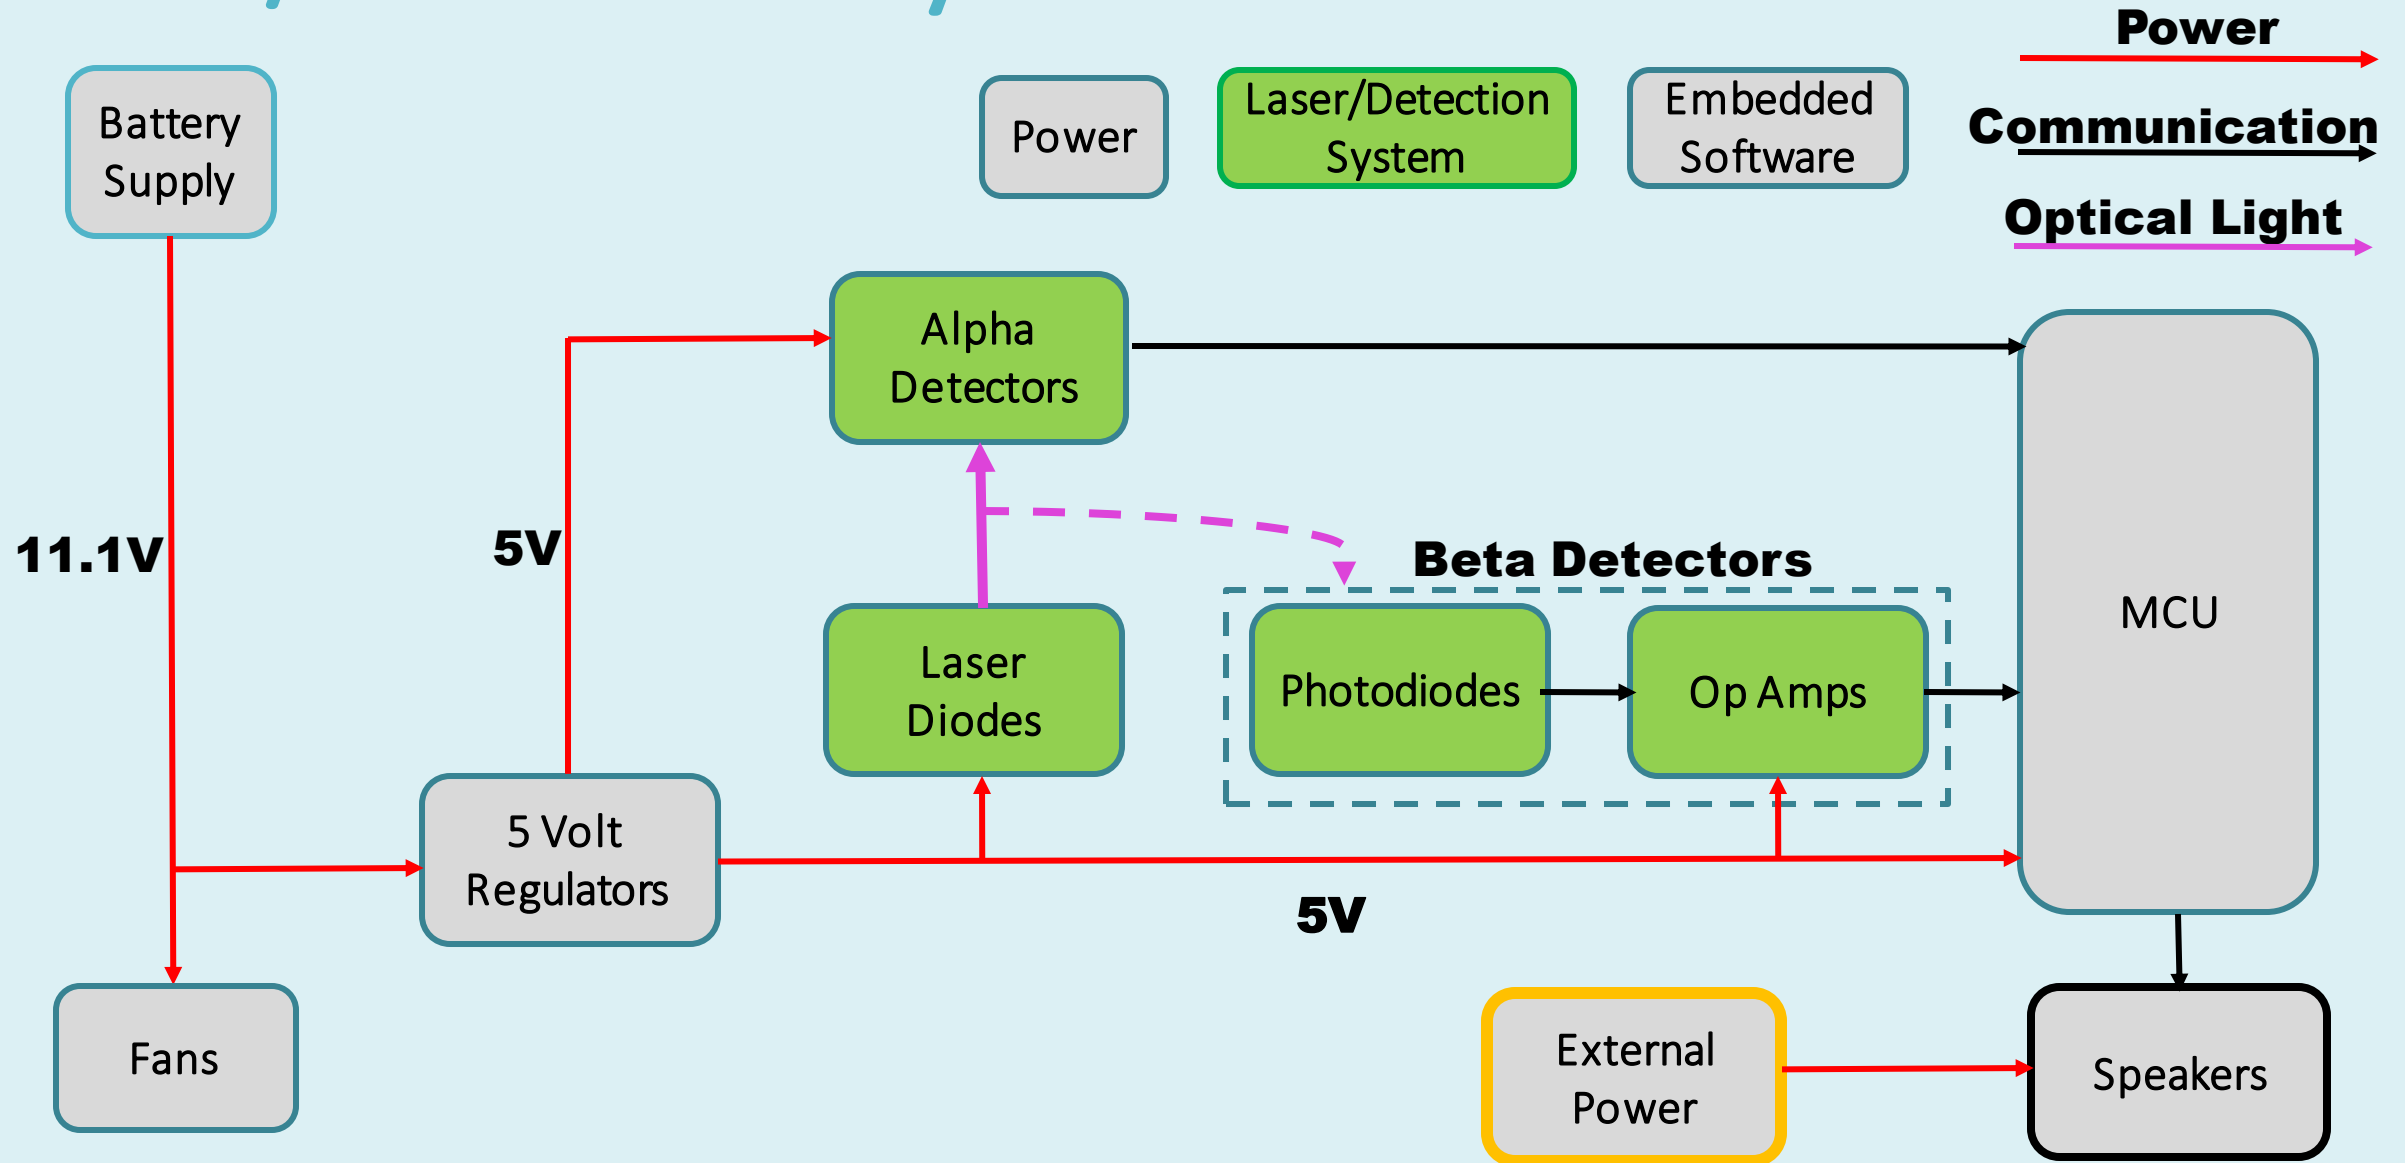 Power
Communication
Optical Light
Battery
Supply
Power
Laser/Detection
System
Embedded
Software
Alpha
Detectors
11.1V
5V
Beta Detectors
Laser
Diodes
Photodiodes
Op Amps
MCU
5 Volt
Regulators
5V
Fans
External
Power
Speakers